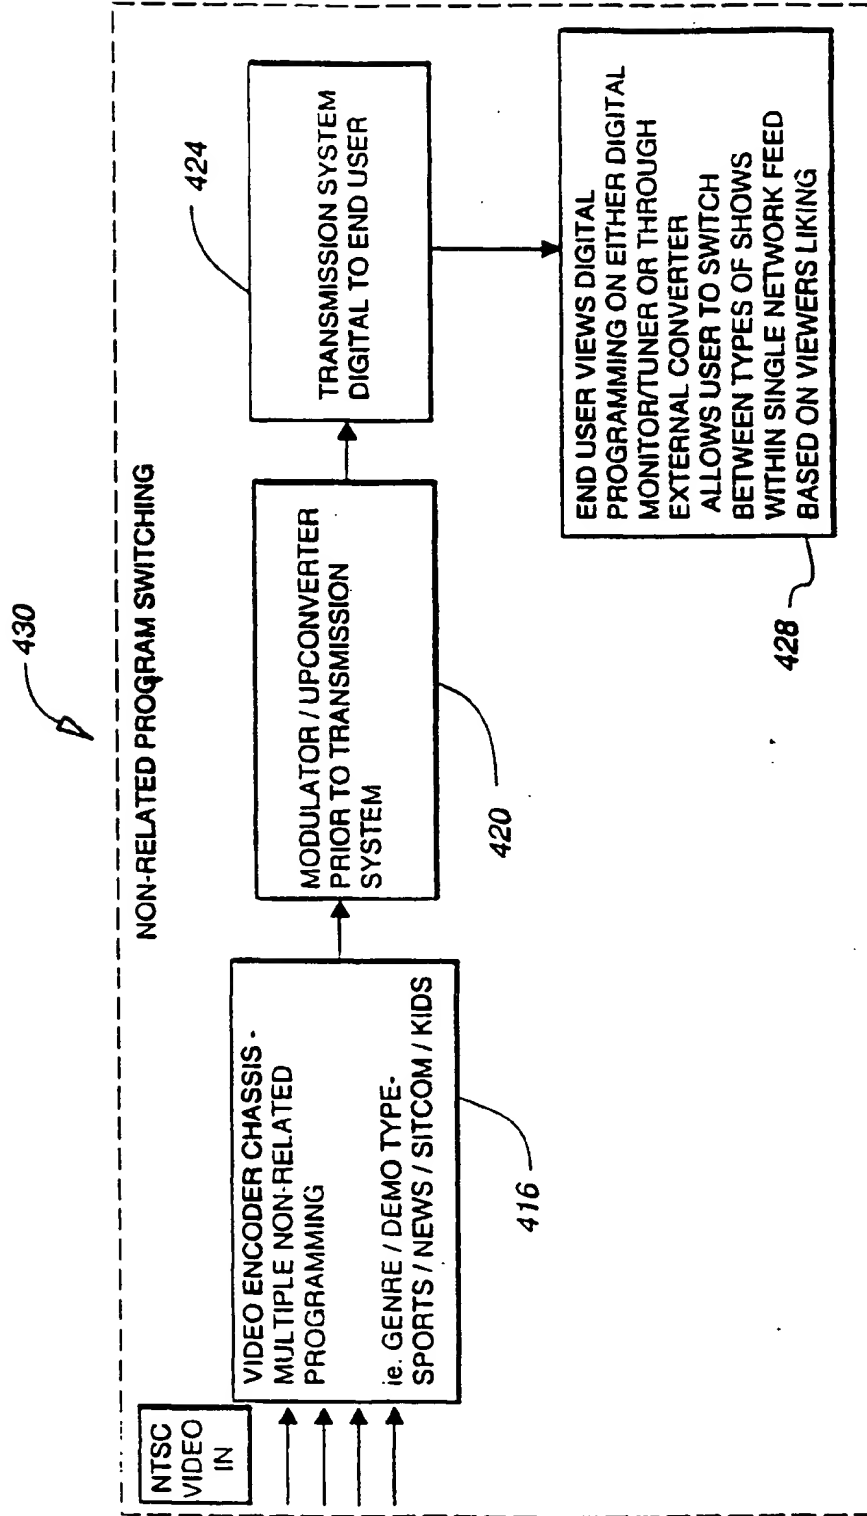 430
NON-RELATED PROGRAM SWITCHING
NTSC
VIDEO
IN
VIDEO ENCODER CHASSIS -
MULTIPLE NON-RELATED
PROGRAMMING
ie. GENRE / DEMO TYPE-
SPORTS / NEWS / SITCOM / KIDS
416
MODULATOR / UPCONVERTER
PRIOR TO TRANSMISSION
SYSTEM
420
TRANSMISSION SYSTEM
DIGITAL TO END USER
424
END USER VIEWS DIGITAL
PROGRAMMING ON EITHER DIGITAL
MONITOR/TUNER OR THROUGH
EXTERNAL CONVERTER
ALLOWS USER TO SWITCH
BETWEEN TYPES OF SHOWS
WITHIN SINGLE NETWORK FEED
BASED ON VIEWERS LIKING
428